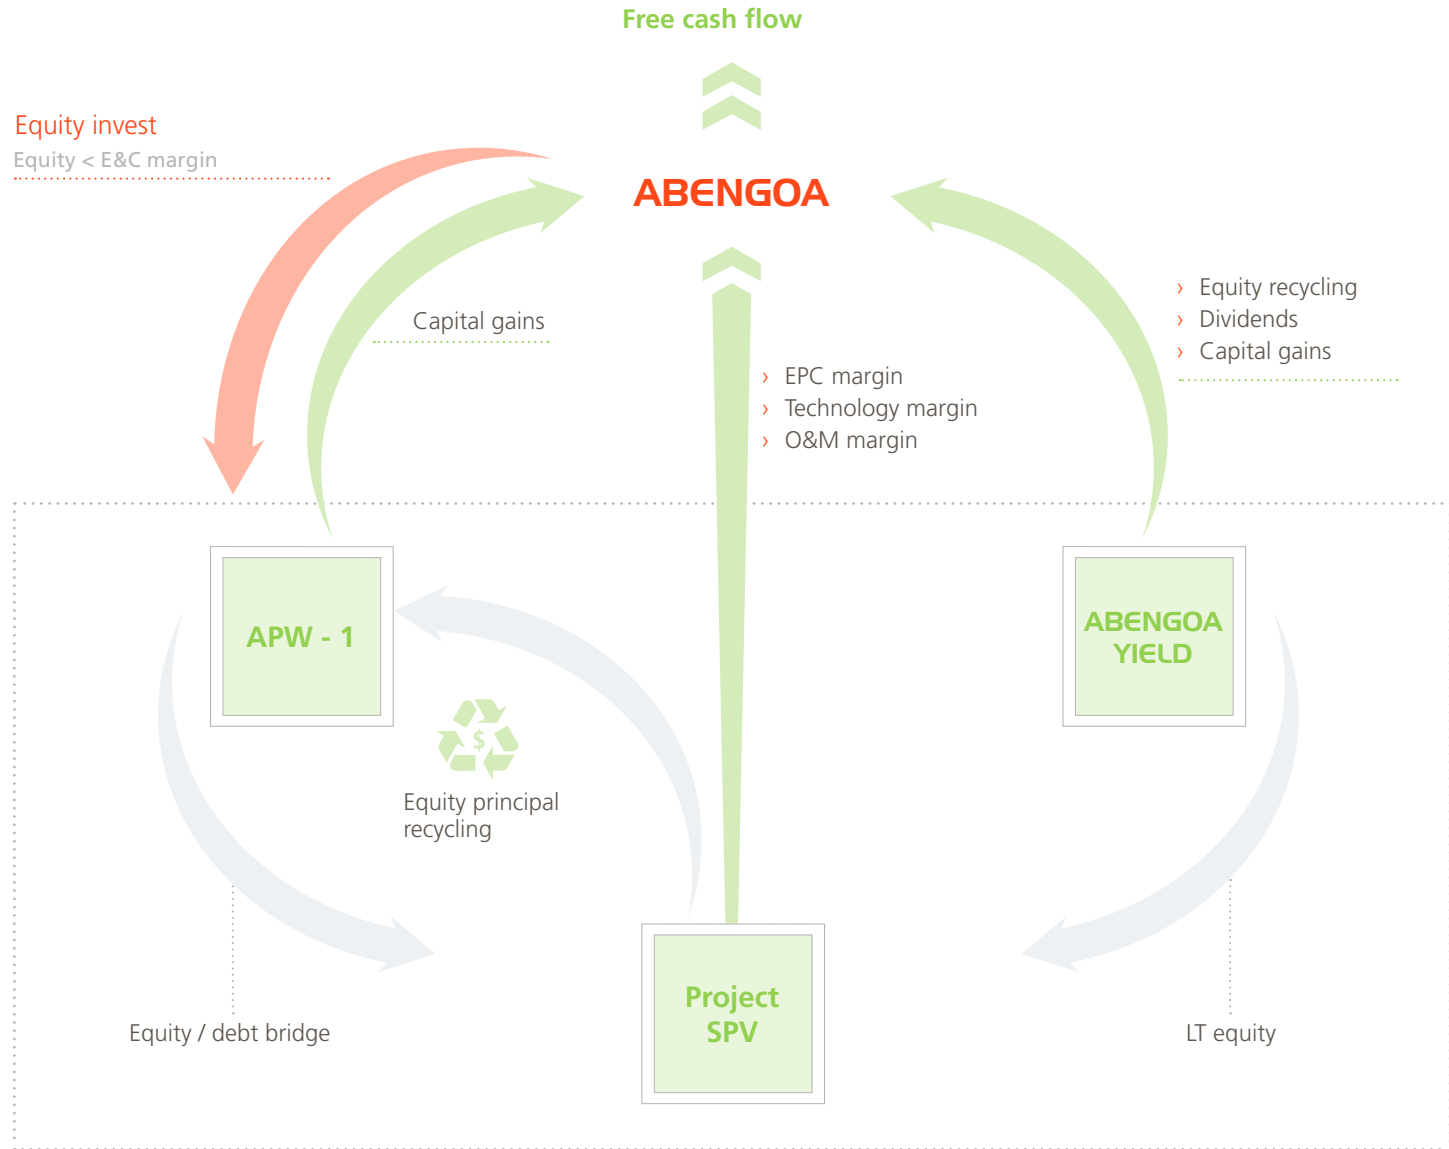 Free cash flow
Equity invest
Equity < E&C margin
ABENGOA
Capital gains
› Equity recycling
› Dividends
› Capital gains
› EPC margin
› Technology margin
› O&M margin
APW - 1
ABENGOA
YIELD
$
Equity principal
recycling
Project
SPV
Equity / debt bridge
LT equity